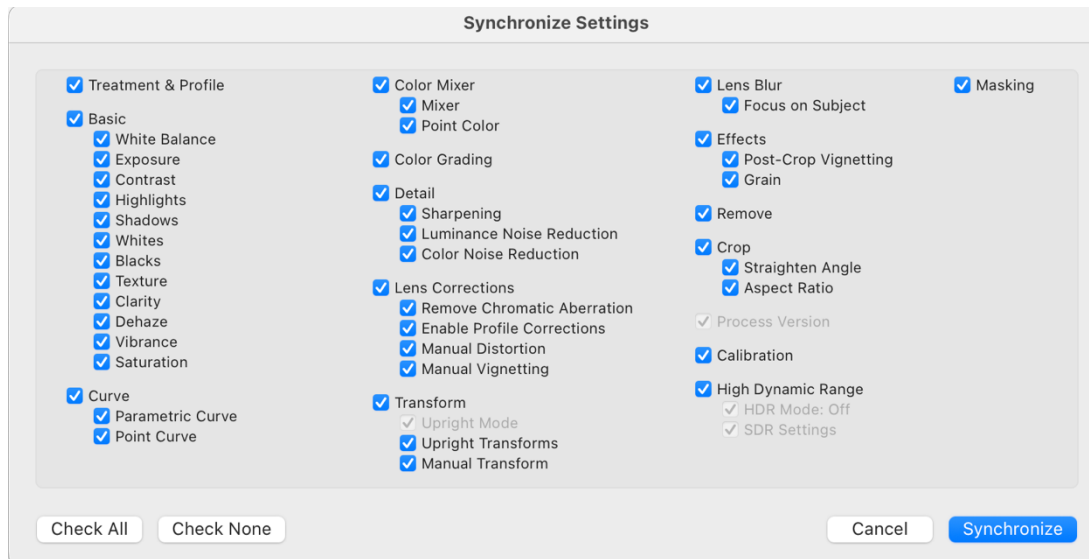 Synchronize Settings
Treatment & Profile
Basic
White Balance
Exposure
Contrast
Highlights
Shadows
Whites
Blacks
Texture
Clarity
Dehaze
Vibrance
Saturation
Curve
Parametric Curve
Point Curve
Color Mixer
Mixer
Point Color
Color Grading
Detail
Sharpening
Luminance Noise Reduction
Color Noise Reduction
Lens Corrections
Remove Chromatic Aberration
Enable Profile Corrections
Manual Distortion
Manual Vignetting
Transform
Upright Mode
Upright Transforms
Manual Transform
Lens Blur
Focus on Subject
Effects
Post-Crop Vignetting
Grain
Remove
Crop
Straighten Angle
Aspect Ratio
Process Version
Calibration
High Dynamic Range
HDR Mode: Off
SDR Settings
Masking
Check All
Check None
Cancel
Synchronize